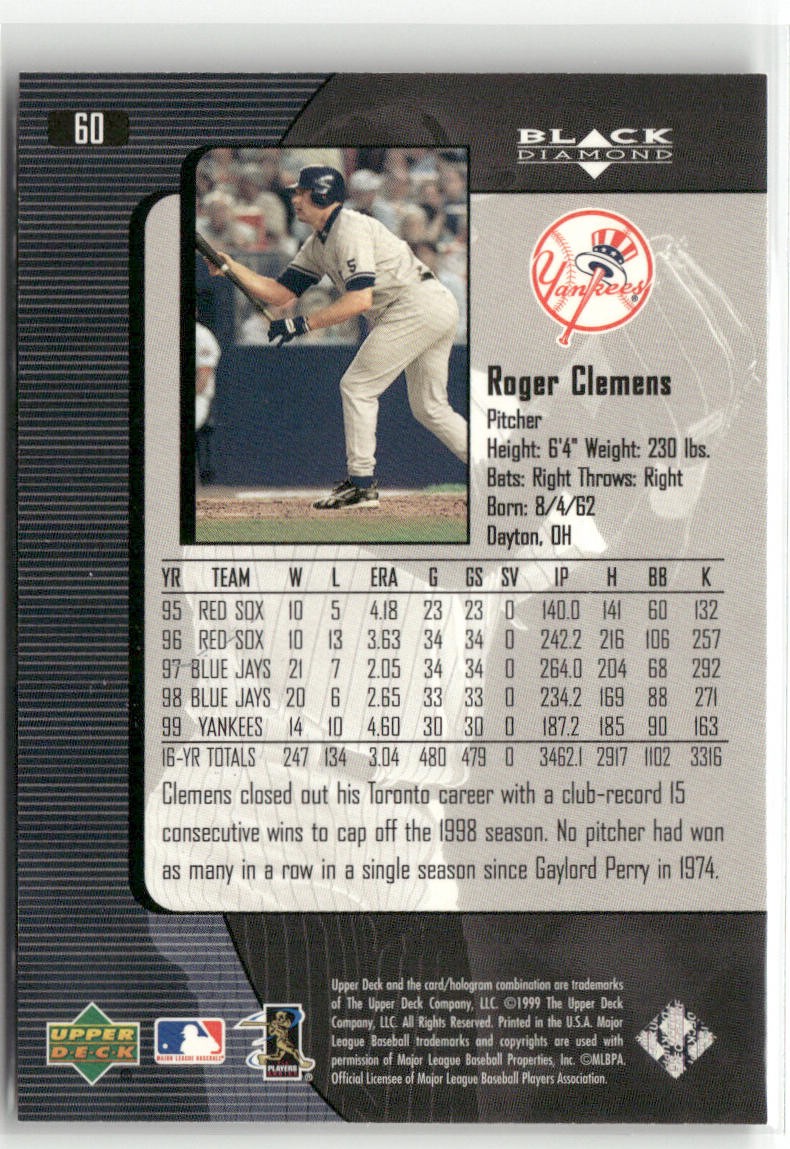 60
BLACK
DIAMOND
5
Yankees
Roger Clemens
Pitcher
Height: 6'4" Weight: 230 lbs.
Bats: Right Throws: Right
Born: 8/4/62
Dayton, OH
YR TEAM W L ERA G GS SV IP H BB K
95 RED SOX 10 5 4.18 23 23 0 140.0 141 60 132
96 RED SOX 10 13 3.63 34 34 0 242.2 216 106 257
97 BLUE JAYS 21 7 2.05 34 34 0 264.0 204 68 292
98 BLUE JAYS 20 6 2.65 33 33 0 234.2 169 88 271
99 YANKEES 14 10 4.60 30 30 0 187.2 185 90 163
16-YR TOTALS 247 134 3.04 480 479 0 3462.1 2917 1102 3316
Clemens closed out his Toronto career with a club-record 15
consecutive wins to cap off the 1998 season. No pitcher had won
as many in a row in a single season since Gaylord Perry in 1974.
Upper Deck and the card/hologram combination are trademarks
of The Upper Deck Company, LLC. ©1999 The Upper Deck
Company, LLC. All Rights Reserved. Printed in the U.S.A. Major
League Baseball trademarks and copyrights are used with
permission of Major League Baseball Properties, Inc. ©MLBPA.
Official Licensee of Major League Baseball Players Association.
UPPER
DECK
MAJOR LEAGUE BASEBALL
PLAYERS